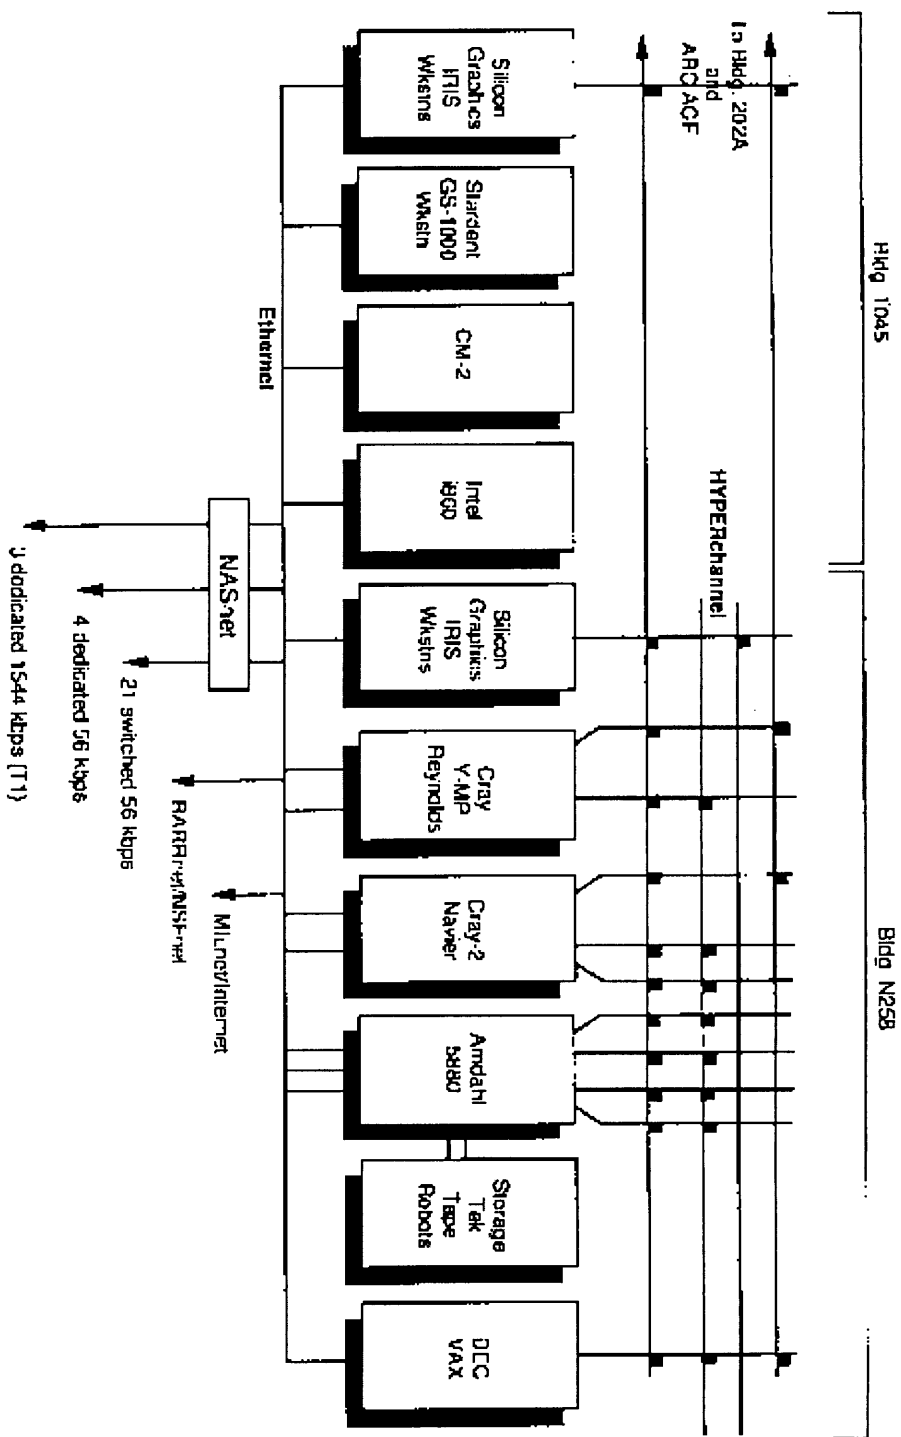 Bldg 1045
Bldg N258
To Bldg. 202A
and
ARC ACF
HYPERchannel
Silicon
Graphics
IRIS
Wkstns
Stardent
GS-1000
Wkstn
CM-2
Intel
i860
Silicon
Graphics
IRIS
Wkstns
Cray
Y-MP
Reynolds
Cray-2
Navier
Amdahl
5880
Storage
Tek
Tape
Robots
DEC
VAX
Ethernet
NASnet
dedicated 1544 kbps (T1)
4 dedicated 56 kbps
21 switched 56 kbps
BARRnet/NSFnet
MILnet/Internet